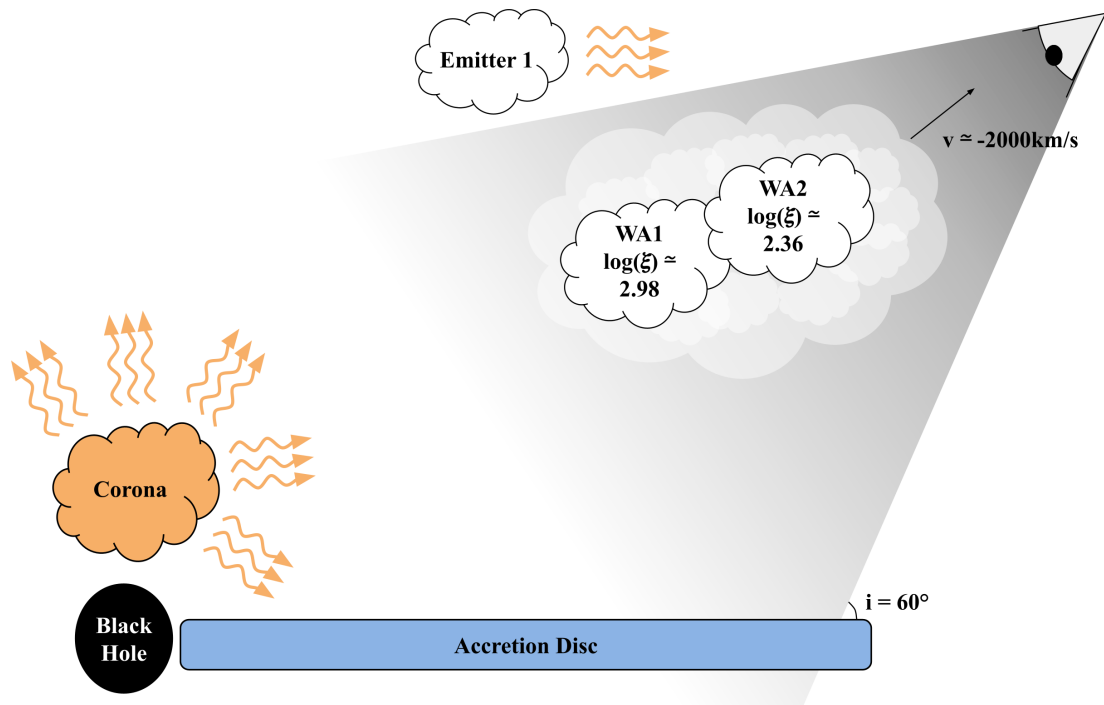 Emitter 1
v ≃ -2000km/s
WA2
log(ξ) ≃
2.36
WA1
log(ξ) ≃
2.98
Corona
i = 60°
Black
Hole
Accretion Disc